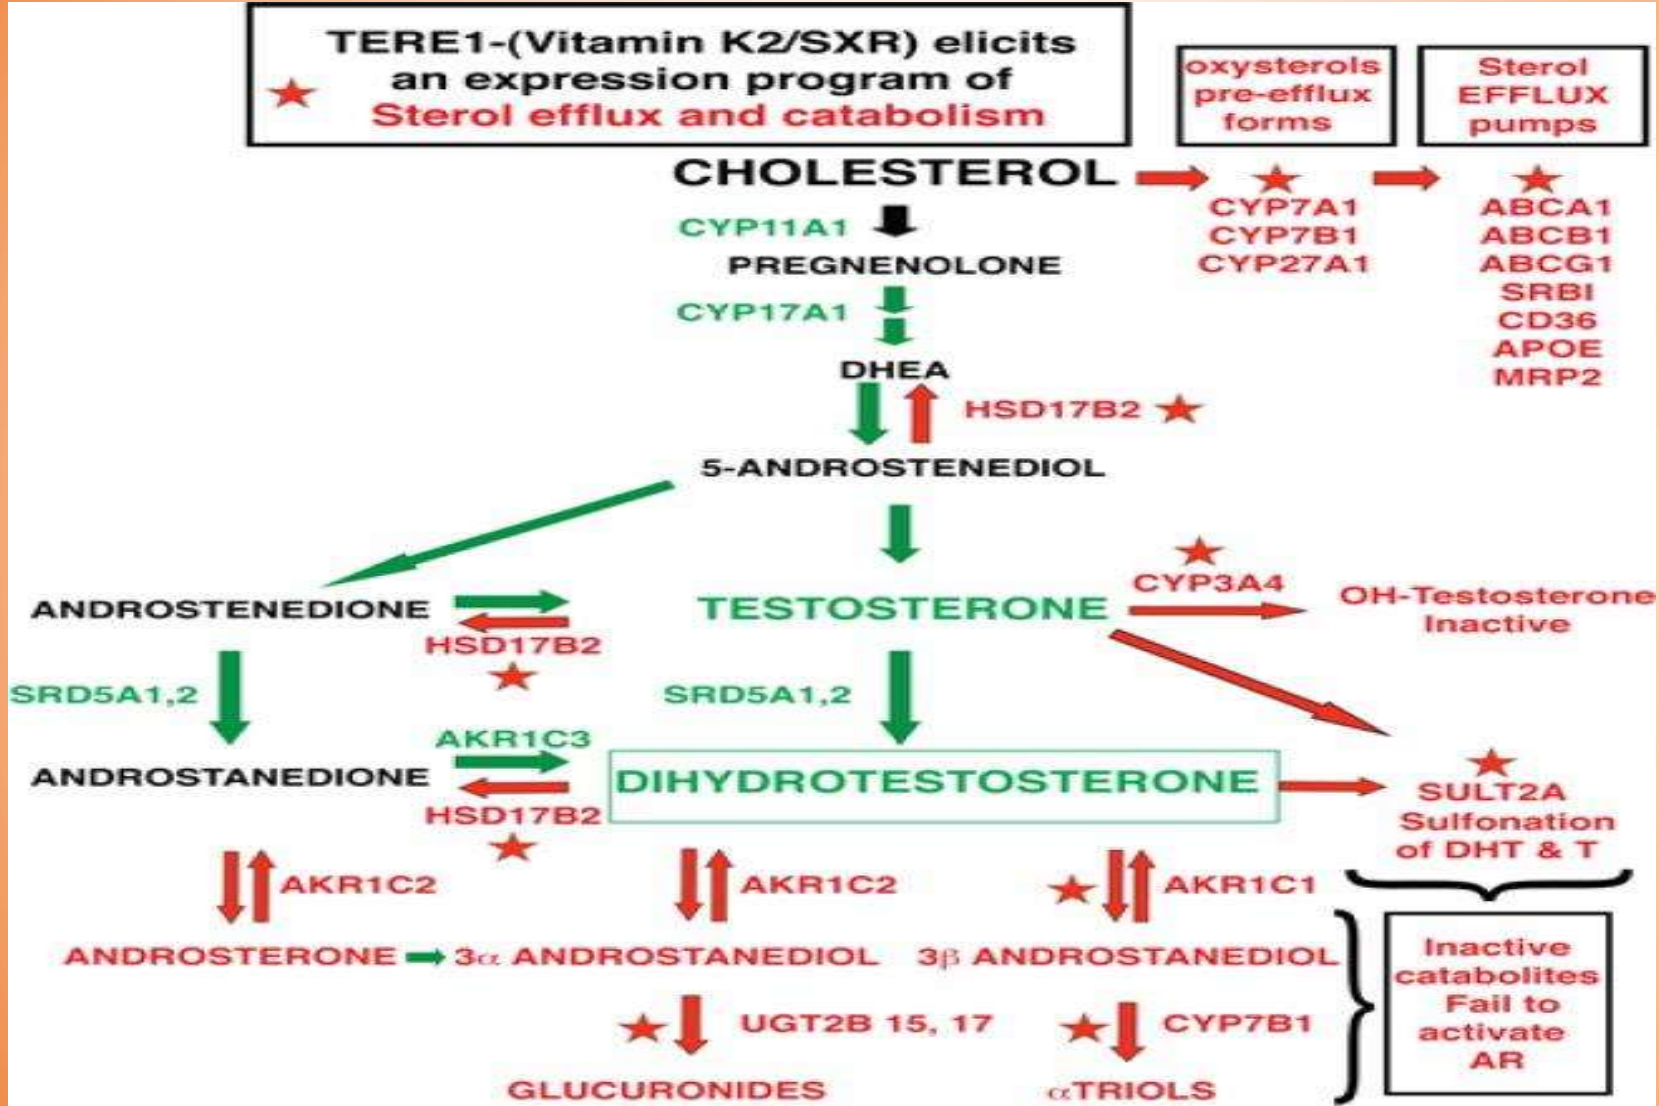 TERE1-(Vitamin K2/SXR) elicits
an expression program of
Sterol efflux and catabolism
oxysterols
pre-efflux
forms
Sterol
EFFLUX
pumps
CHOLESTEROL
CYP7A1
CYP7B1
CYP27A1
ABCA1
ABCB1
ABCG1
SRBI
CD36
APOE
MRP2
CYP11A1
PREGNENOLONE
CYP17A1
DHEA
HSD17B2
5-ANDROSTENEDIOL
ANDROSTENEDIONE
HSD17B2
TESTOSTERONE
CYP3A4
OH-Testosterone
Inactive
SRD5A1,2
SRD5A1,2
AKR1C3
ANDROSTANEDIONE
HSD17B2
DIHYDROTESTOSTERONE
SULT2A
Sulfonation
of DHT & T
AKR1C2
AKR1C2
AKR1C1
ANDROSTERONE
3α ANDROSTANEDIOL
3β ANDROSTANEDIOL
UGT2B 15, 17
CYP7B1
GLUCURONIDES
αTRIOLS
Inactive
catabolites
Fail to
activate
AR